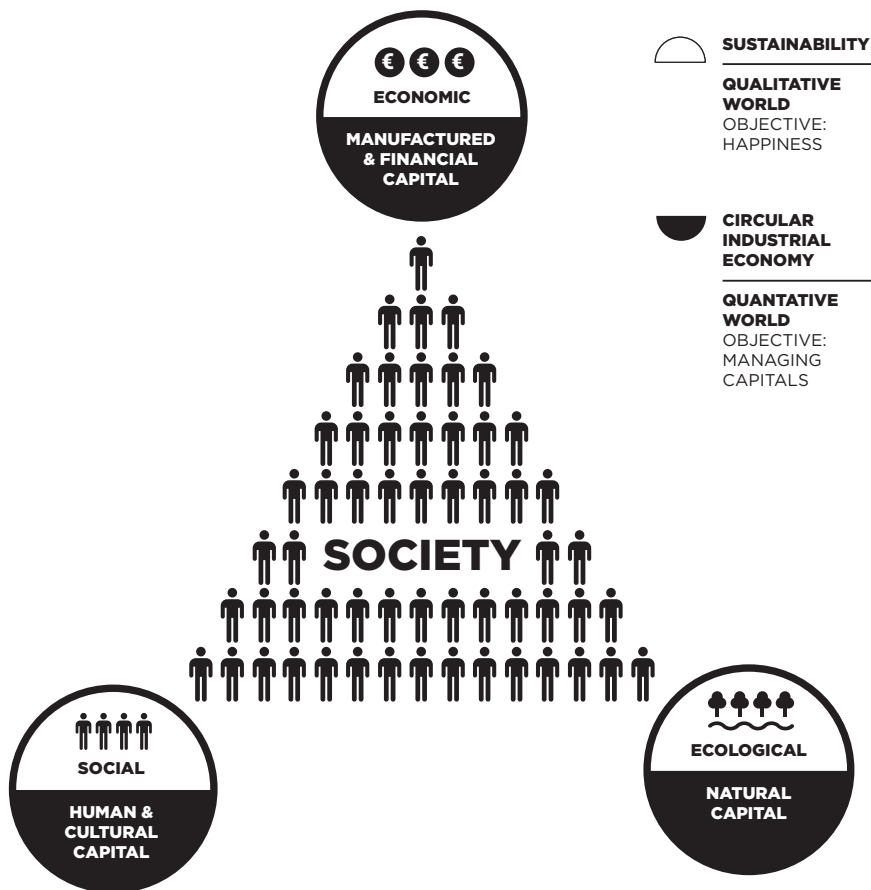 € € €
ECONOMIC
MANUFACTURED
& FINANCIAL
CAPITAL
SUSTAINABILITY
QUALITATIVE
WORLD
OBJECTIVE:
HAPPINESS
CIRCULAR
INDUSTRIAL
ECONOMY
QUANTATIVE
WORLD
OBJECTIVE:
MANAGING
CAPITALS
SOCIETY
SOCIAL
HUMAN &
CULTURAL
CAPITAL
ECOLOGICAL
NATURAL
CAPITAL